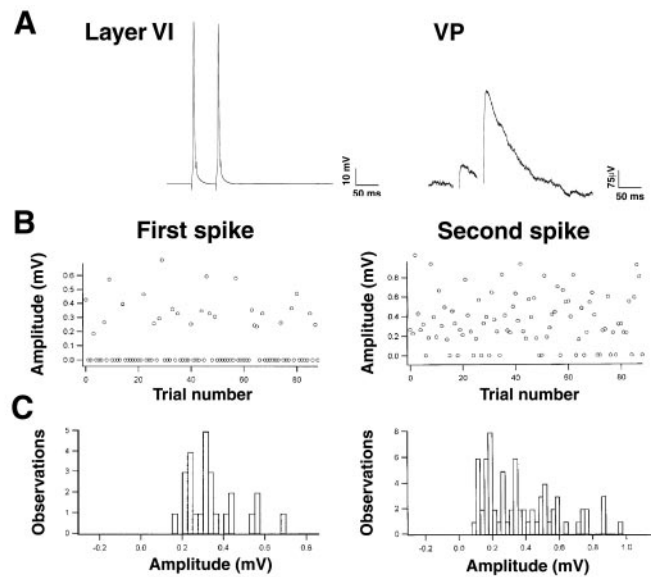 A
Layer VI
VP
10 mV
50 ms
75uV
50 ms
B
First spike
Second spike
Amplitude (mV)
0.6
0.5
0.4
0.3
0.2
0.1
0.0
0
20
40
60
80
Trial number
Amplitude (mV)
0.8
0.6
0.4
0.2
0.0
0
20
40
60
80
Trial number
C
Observations
5
4
3
2
1
0
-0.2
0.0
0.2
0.4
0.6
0.8
Amplitude (mV)
Observations
8
6
4
2
0
-0.2
0.0
0.2
0.4
0.6
0.8
1.0
Amplitude (mV)